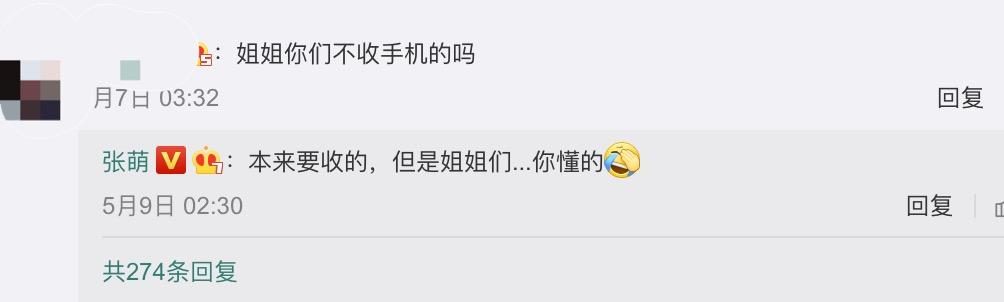 ：姐姐你们不收手机的吗
月7日 03:32
回复
张萌：本来要收的，但是姐姐们...你懂的
5月9日 02:30
回复
共274条回复